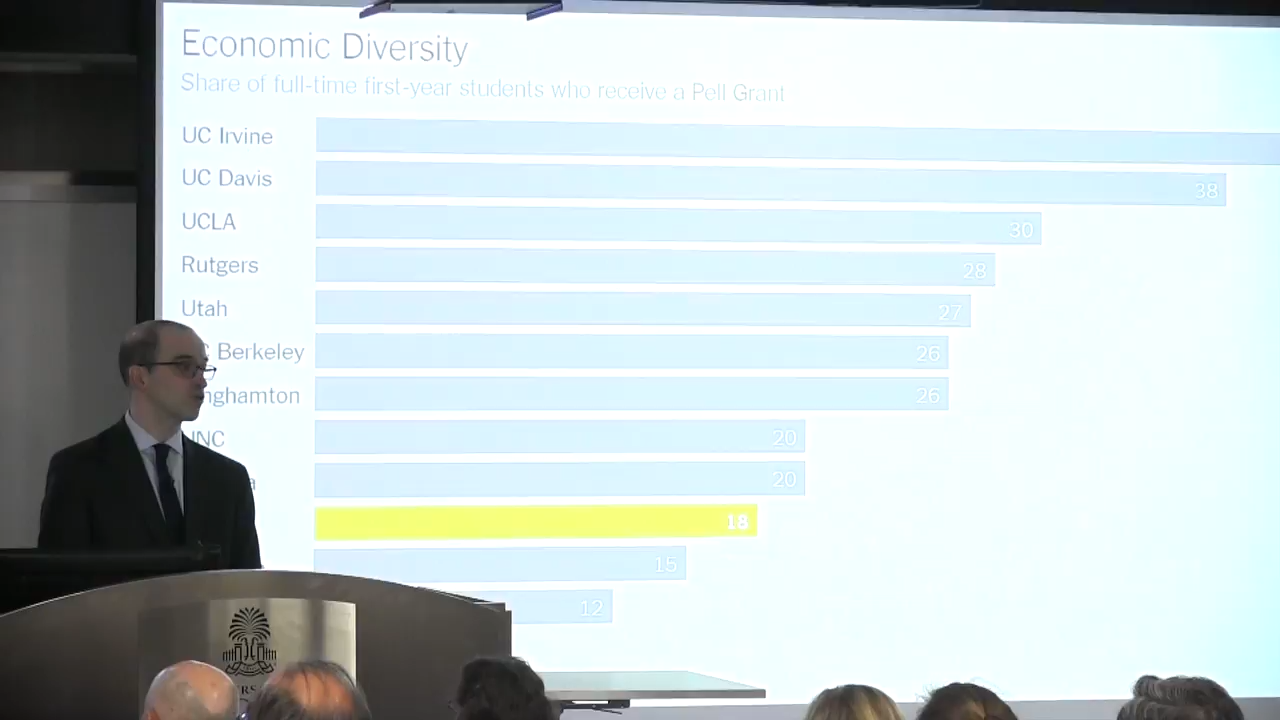 Economic Diversity
Share of full-time first-year students who receive a Pell Grant
UC Irvine
UC Davis 38
UCLA 30
Rutgers 28
Utah 27
Berkeley 26
nghamton 26
UNC 20
20
18
15
12